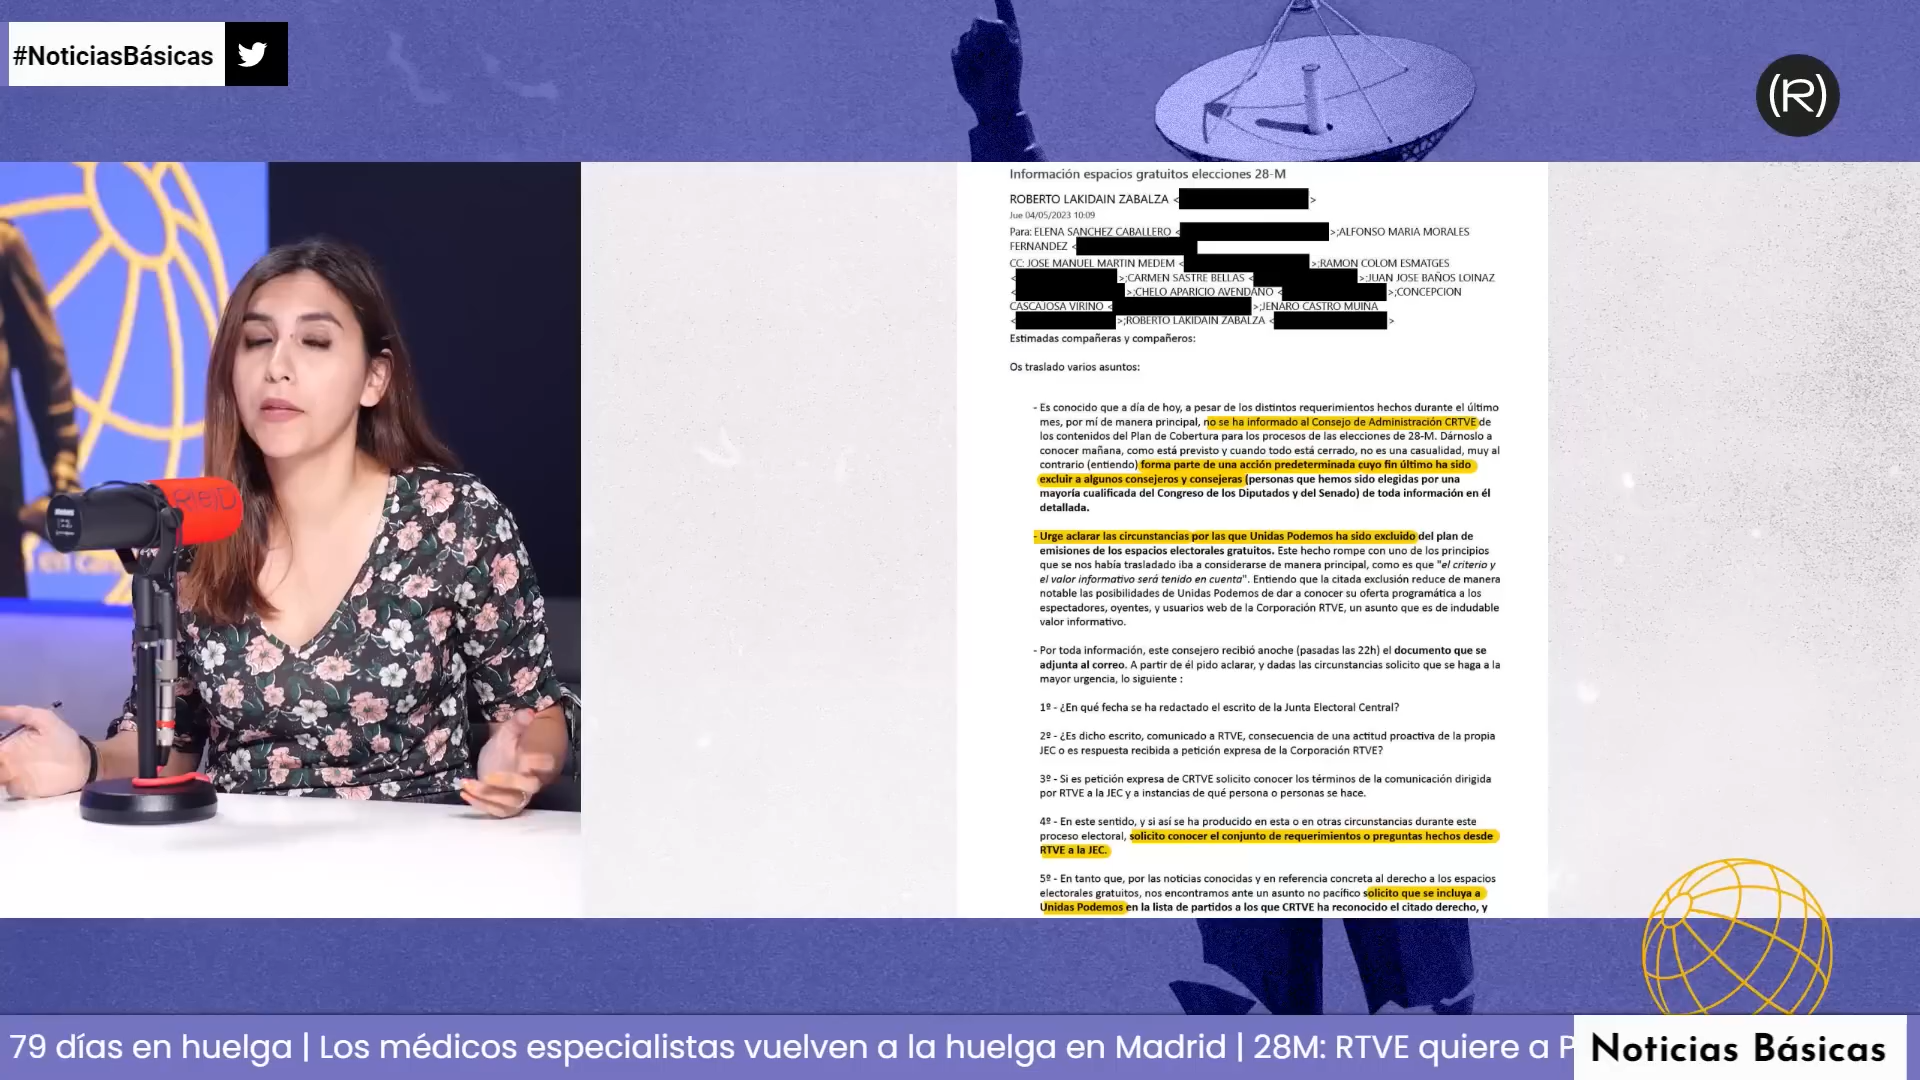 #NoticiasBásicas
(R)
RED
Información espacios gratuitos elecciones 28-M
ROBERTO LAKIDAIN ZABALZA < >
Jue 04/05/2023 10:09
Para: ELENA SANCHEZ CABALLERO < >;ALFONSO MARIA MORALES
FERNANDEZ <
CC: JOSE MANUEL MARTIN MEDEM < >;RAMON COLOM ESMATGES
< >;CARMEN SASTRE BELLAS < >;JUAN JOSE BAÑOS LOINAZ
< >;CHELO APARICIO AVENDAÑO < >;CONCEPCION
CASCAJOSA VIRINO < >;JENARO CASTRO MUIÑA
< >;ROBERTO LAKIDAIN ZABALZA < >
Estimadas compañeras y compañeros:
Os traslado varios asuntos:
- Es conocido que a día de hoy, a pesar de los distintos requerimientos hechos durante el último
mes, por mí de manera principal, no se ha informado al Consejo de Administración CRTVE de
los contenidos del Plan de Cobertura para los procesos de las elecciones de 28-M. Dárnoslo a
conocer mañana, como está previsto y cuando todo está cerrado, no es una casualidad, muy al
contrario (entiendo) forma parte de una acción predeterminada cuyo fin último ha sido
excluir a algunos consejeros y consejeras (personas que hemos sido elegidas por una
mayoría cualificada del Congreso de los Diputados y del Senado) de toda información en él
detallada.
- Urge aclarar las circunstancias por las que Unidas Podemos ha sido excluido del plan de
emisiones de los espacios electorales gratuitos. Este hecho rompe con uno de los principios
que se nos había trasladado iba a considerarse de manera principal, como es que "el criterio y
el valor informativo será tenido en cuenta". Entiendo que la citada exclusión reduce de manera
notable las posibilidades de Unidas Podemos de dar a conocer su oferta programática a los
espectadores, oyentes, y usuarios web de la Corporación RTVE, un asunto que es de indudable
valor informativo.
- Por toda información, este consejero recibió anoche (pasadas las 22h) el documento que se
adjunta al correo. A partir de él pido aclarar, y dadas las circunstancias solicito que se haga a la
mayor urgencia, lo siguiente :
1º - ¿En qué fecha se ha redactado el escrito de la Junta Electoral Central?
2º - ¿Es dicho escrito, comunicado a RTVE, consecuencia de una actitud proactiva de la propia
JEC o es respuesta recibida a petición expresa de la Corporación RTVE?
3º - Si es petición expresa de CRTVE solicito conocer los términos de la comunicación dirigida
por RTVE a la JEC y a instancias de qué persona o personas se hace.
4º - En este sentido, y si así se ha producido en esta o en otras circunstancias durante este
proceso electoral, solicito conocer el conjunto de requerimientos o preguntas hechos desde
RTVE a la JEC.
5º - En tanto que, por las noticias conocidas y en referencia concreta al derecho a los espacios
electorales gratuitos, nos encontramos ante un asunto no pacífico solicito que se incluya a
Unidas Podemos en la lista de partidos a los que CRTVE ha reconocido el citado derecho, y
79 días en huelga | Los médicos especialistas vuelven a la huelga en Madrid | 28M: RTVE quiere a P
Noticias Básicas